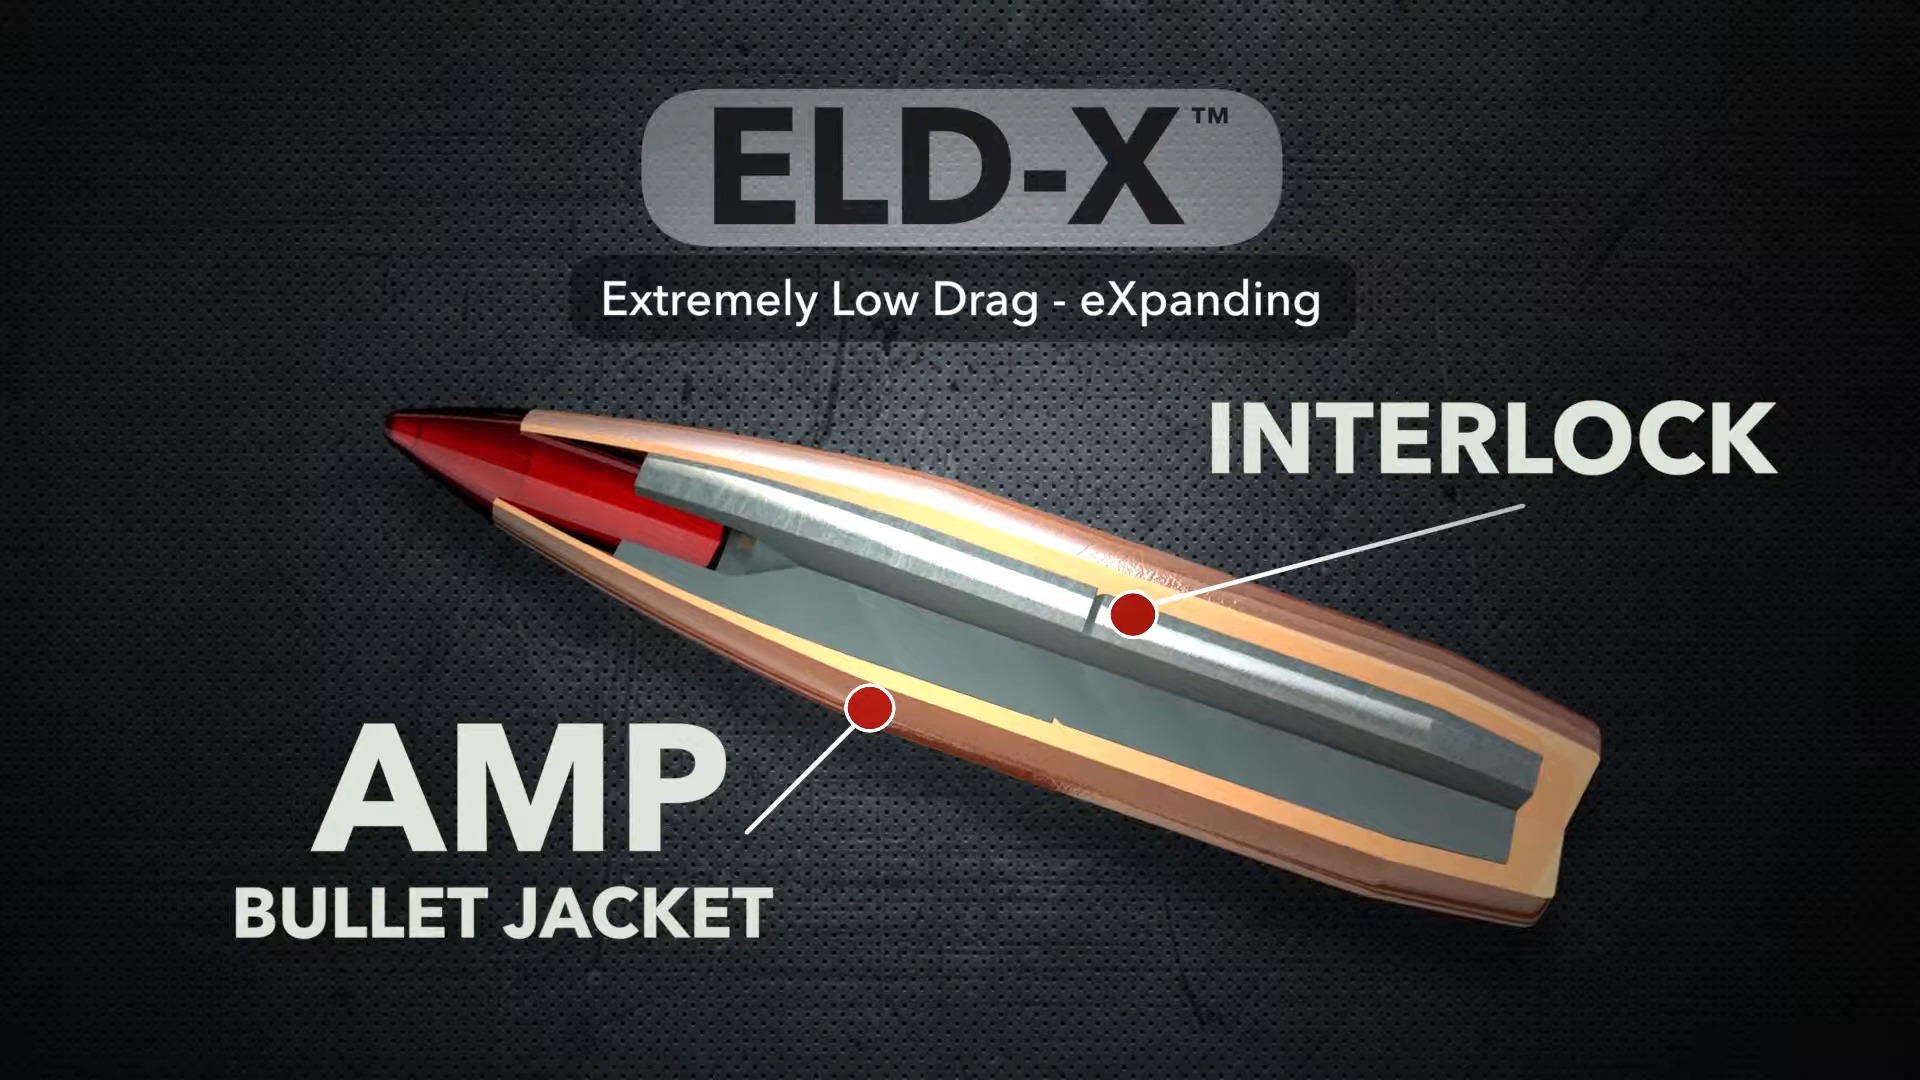 ELD-X™
Extremely Low Drag - eXpanding
INTERLOCK
AMP
BULLET JACKET